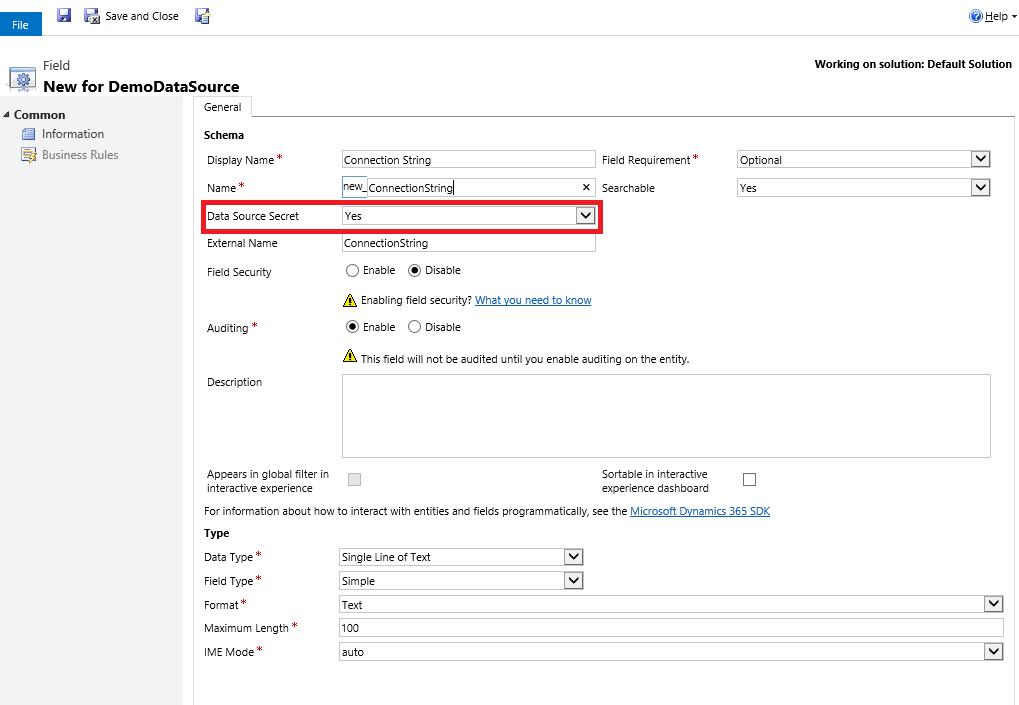 File
Save and Close
Help
Field
New for DemoDataSource
Working on solution: Default Solution
Common
Information
Business Rules
General
Schema
Display Name * Connection String Field Requirement * Optional
Name * new_ ConnectionString × Searchable Yes
Data Source Secret Yes
External Name ConnectionString
Field Security Enable Disable
Enabling field security? What you need to know
Auditing * Enable Disable
This field will not be audited until you enable auditing on the entity.
Description
Appears in global filter in
interactive experience
Sortable in interactive
experience dashboard
For information about how to interact with entities and fields programmatically, see the Microsoft Dynamics 365 SDK
Type
Data Type * Single Line of Text
Field Type * Simple
Format * Text
Maximum Length * 100
IME Mode * auto